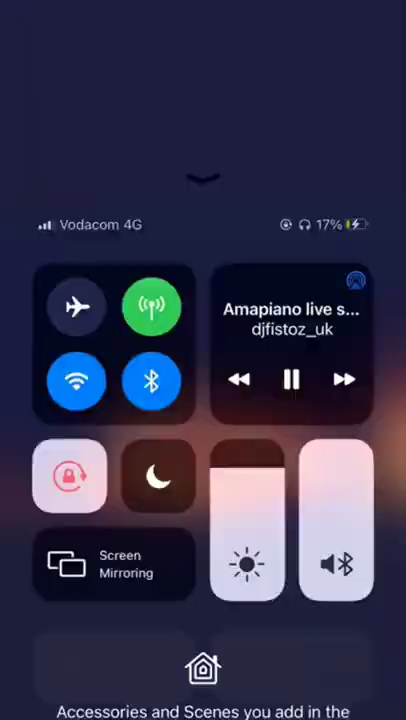 Vodacom 4G
17%
Amapiano live s...
djfistoz_uk
Screen
Mirroring
Accessories and Scenes you add in the